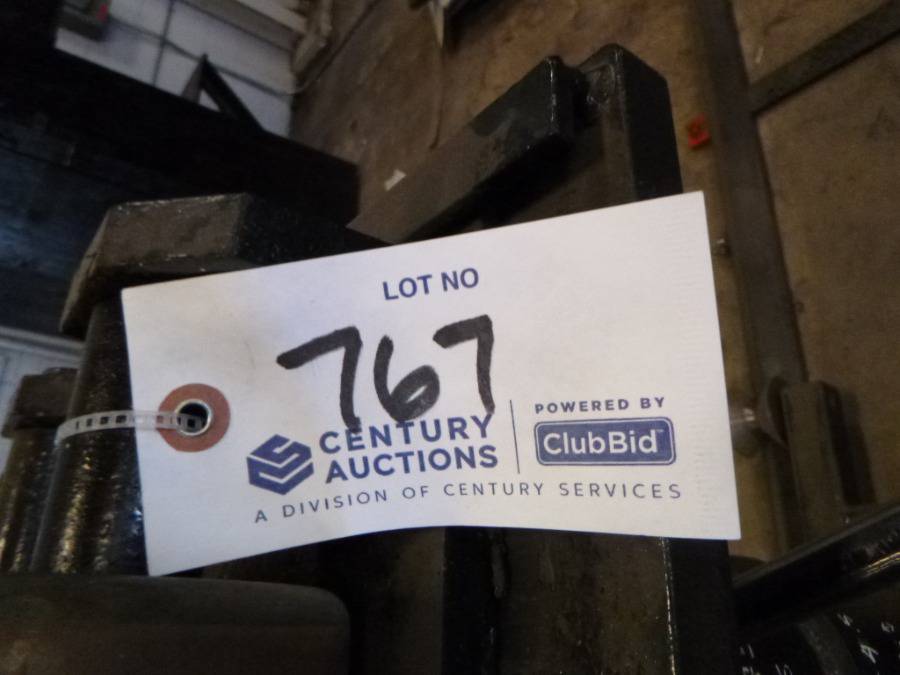 LOT NO
767
CENTURY
AUCTIONS
POWERED BY
ClubBid
A DIVISION OF CENTURY SERVICES